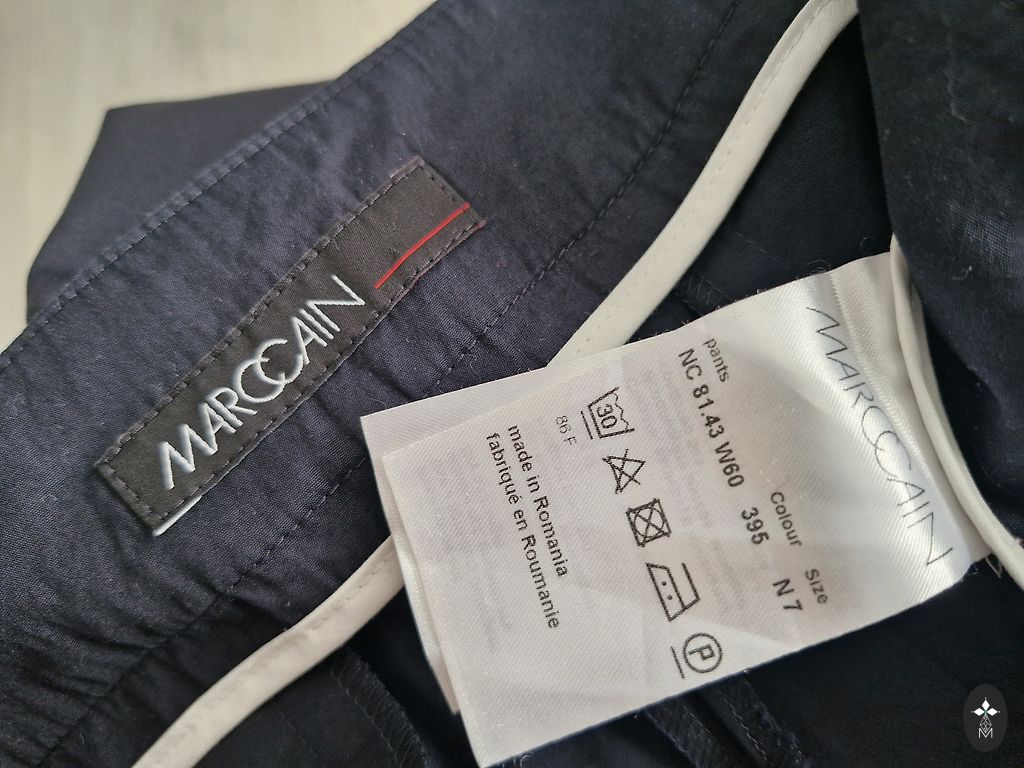 MARCCAIN
MARCCAIN
pants
NC 81.43 W60
Colour
395
Size
N 7
30
P
86 F
made in Romania
fabriqué en Roumanie
M